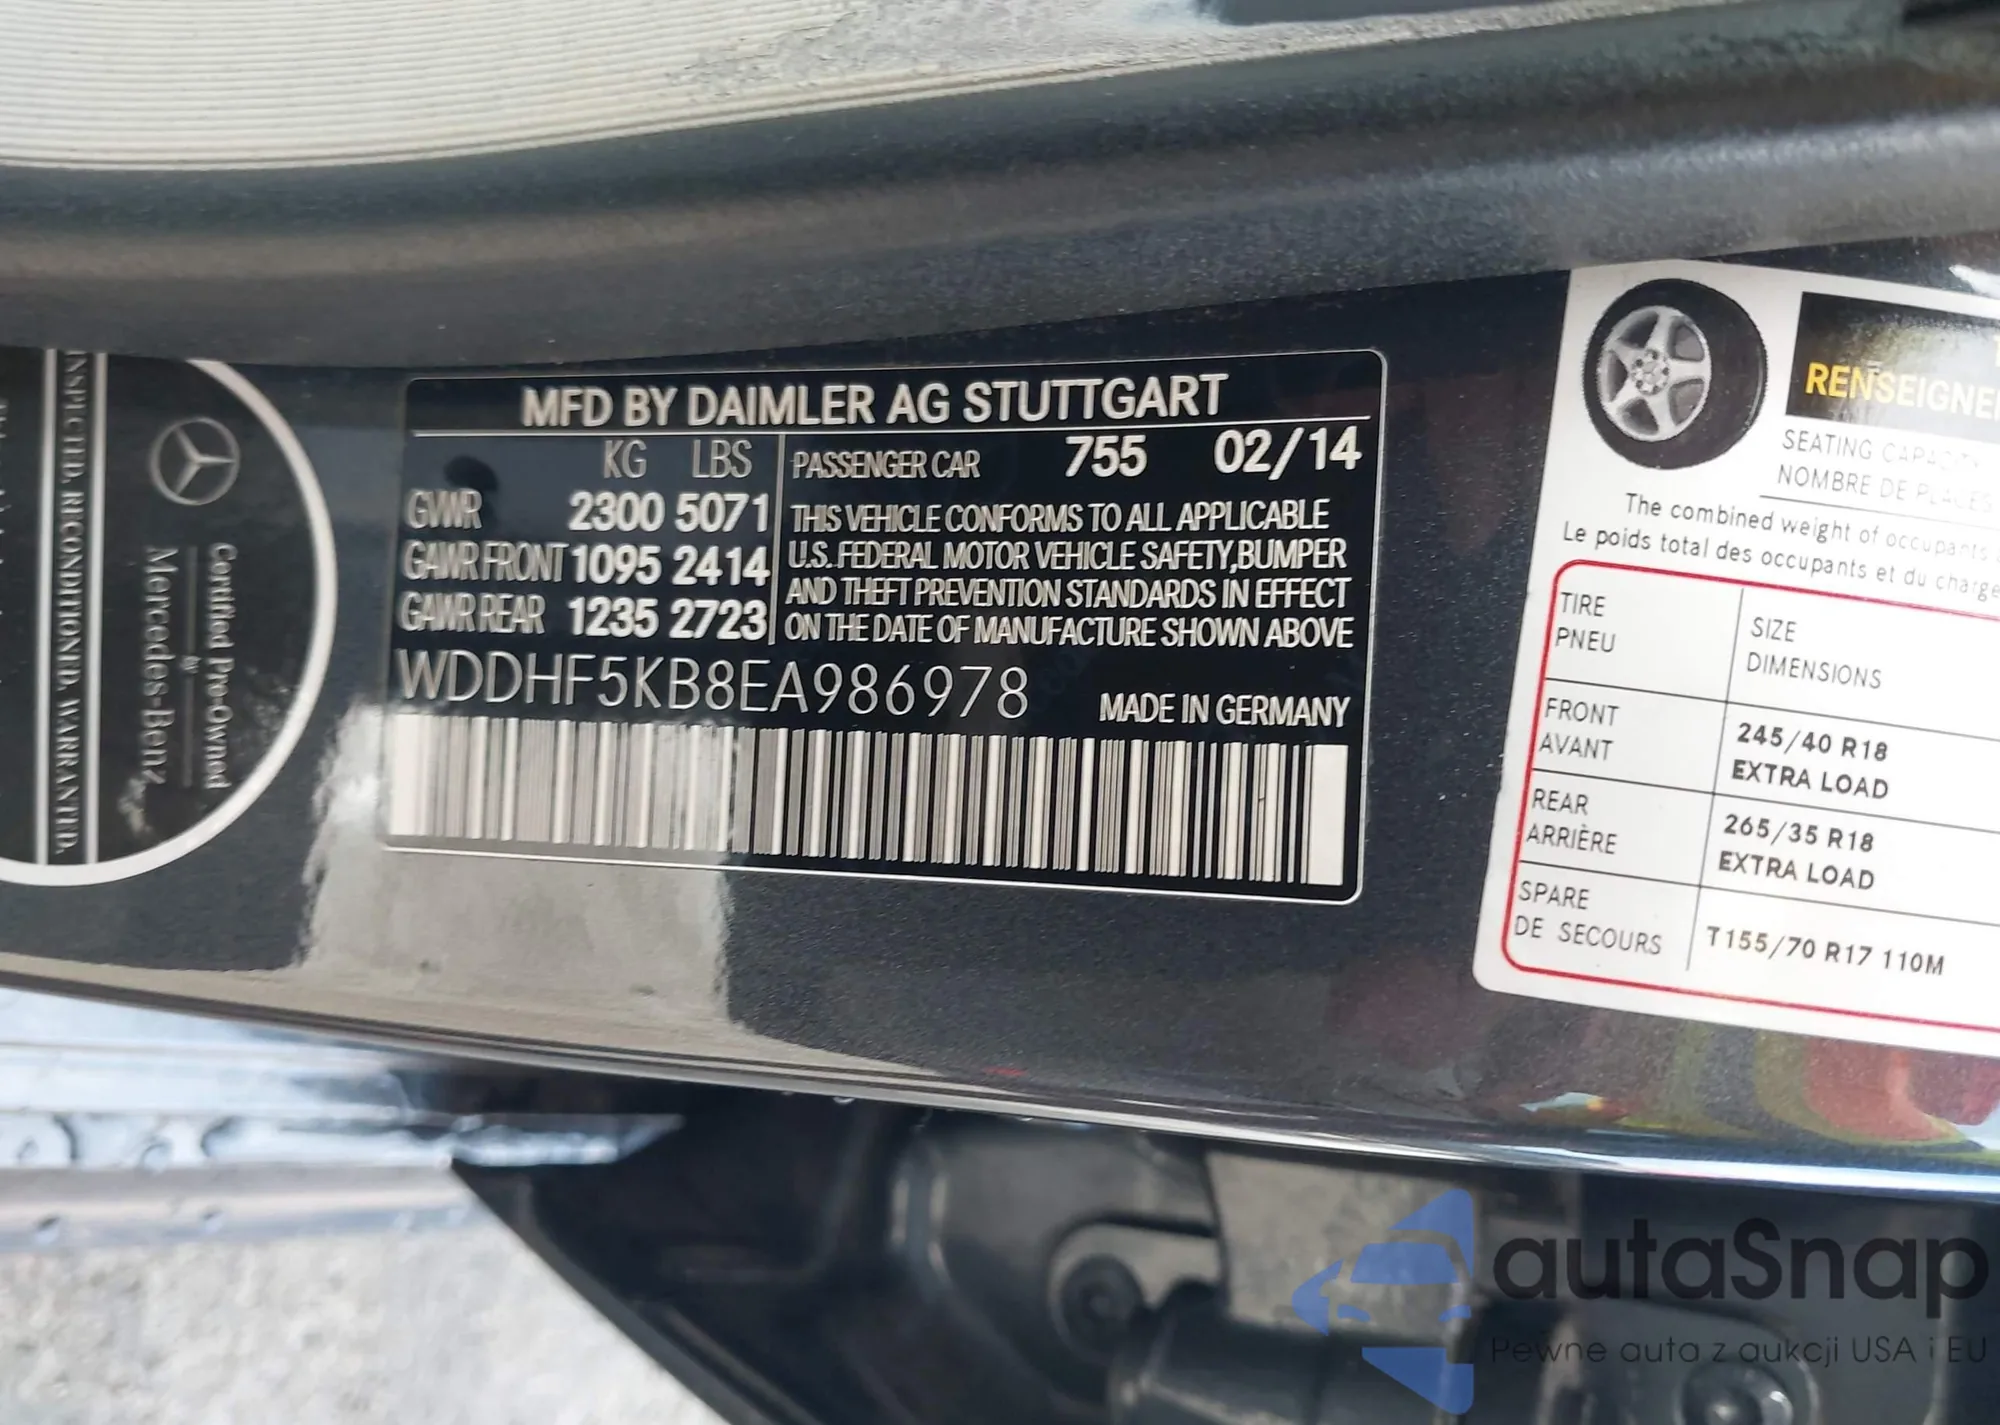 INSPECTED. RECONDITIONED. WARRANTED.
Certified Pre-Owned
by
Mercedes-Benz
MFD BY DAIMLER AG STUTTGART
KG LBS
GVWR 2300 5071
GAWR FRONT 1095 2414
GAWR REAR 1235 2723
PASSENGER CAR 755 02/14
THIS VEHICLE CONFORMS TO ALL APPLICABLE
U.S. FEDERAL MOTOR VEHICLE SAFETY,BUMPER
AND THEFT PREVENTION STANDARDS IN EFFECT
ON THE DATE OF MANUFACTURE SHOWN ABOVE
WDDHF5KB8EA986978
MADE IN GERMANY
SEATING CAPACITY
NOMBRE DE PLACES
The combined weight of occupants
Le poids total des occupants et du charge
TIRE
PNEU
SIZE
DIMENSIONS
FRONT
AVANT
245/40 R18
EXTRA LOAD
REAR
ARRIÈRE
265/35 R18
EXTRA LOAD
SPARE
DE SECOURS
T155/70 R17 110M
autaSnap
Pewne auta z aukcji USA i EU